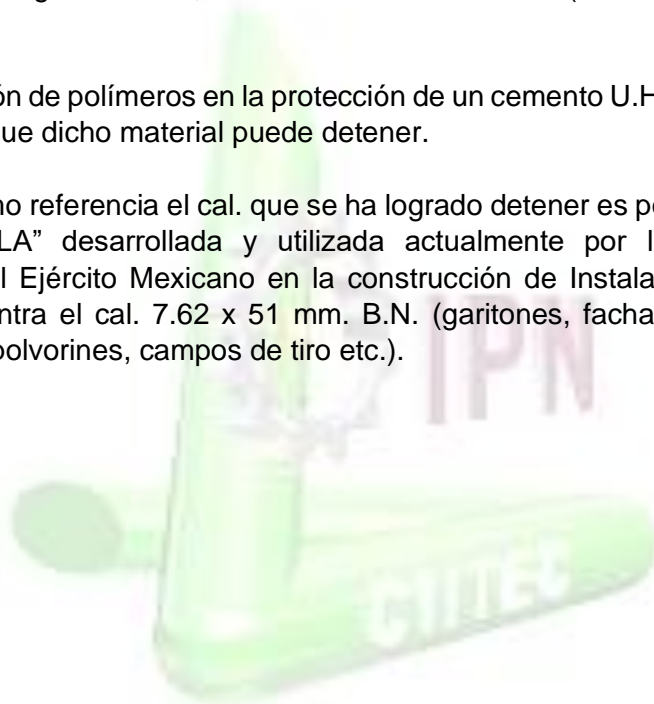 ón de polímeros en la protección de un cemento U.H
ue dicho material puede detener.
no referencia el cal. que se ha logrado detener es p
LA” desarrollada y utilizada actualmente por l
l Ejército Mexicano en la construcción de Instala
ntra el cal. 7.62 x 51 mm. B.N. (garitones, facha
polvorines, campos de tiro etc.).
IPN
CIITEC